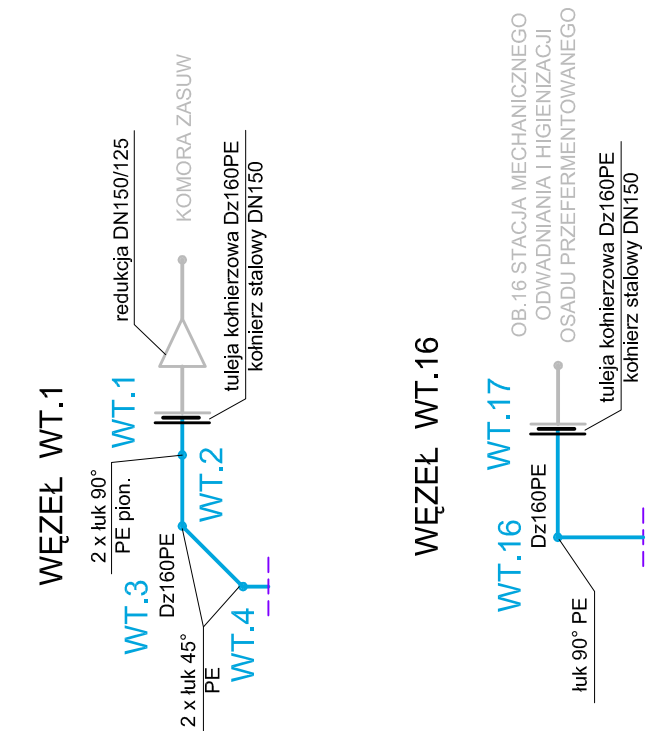 WĘZEŁ WT.1
2 x łuk 90°
PE pion.
WT.1
redukcja DN150/125
KOMORA ZASUW
tuleja kołnierzowa Dz160PE
kołnierz stalowy DN150
WT.2
WT.3
Dz160PE
2 x łuk 45°
PE
WT.4
WĘZEŁ WT.16
WT.17
OB.16 STACJA MECHANICZNEGO
ODWADNIANIA I HIGIENIZACJI
OSADU PRZEFERMENTOWANEGO
tuleja kołnierzowa Dz160PE
kołnierz stalowy DN150
WT.16
Dz160PE
łuk 90° PE